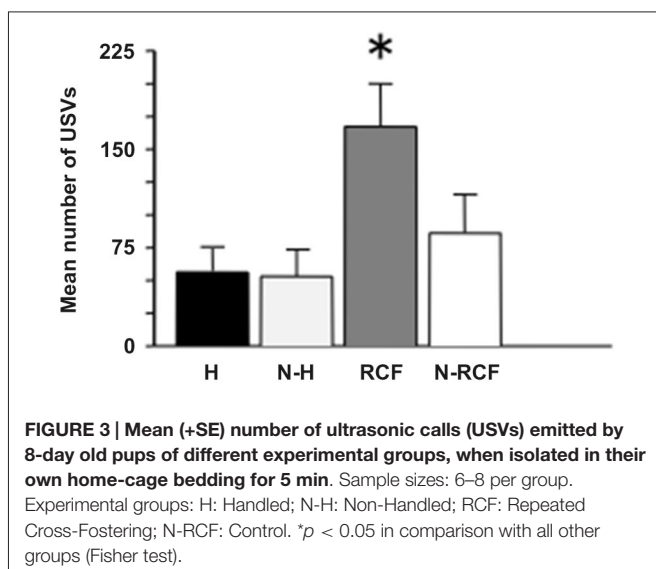 *
225
150
75
0
Mean number of USVs
H N-H RCF N-RCF
FIGURE 3 | Mean (+SE) number of ultrasonic calls (USVs) emitted by
8-day old pups of different experimental groups, when isolated in their
own home-cage bedding for 5 min. Sample sizes: 6–8 per group.
Experimental groups: H: Handled; N-H: Non-Handled; RCF: Repeated
Cross-Fostering; N-RCF: Control. *p < 0.05 in comparison with all other
groups (Fisher test).